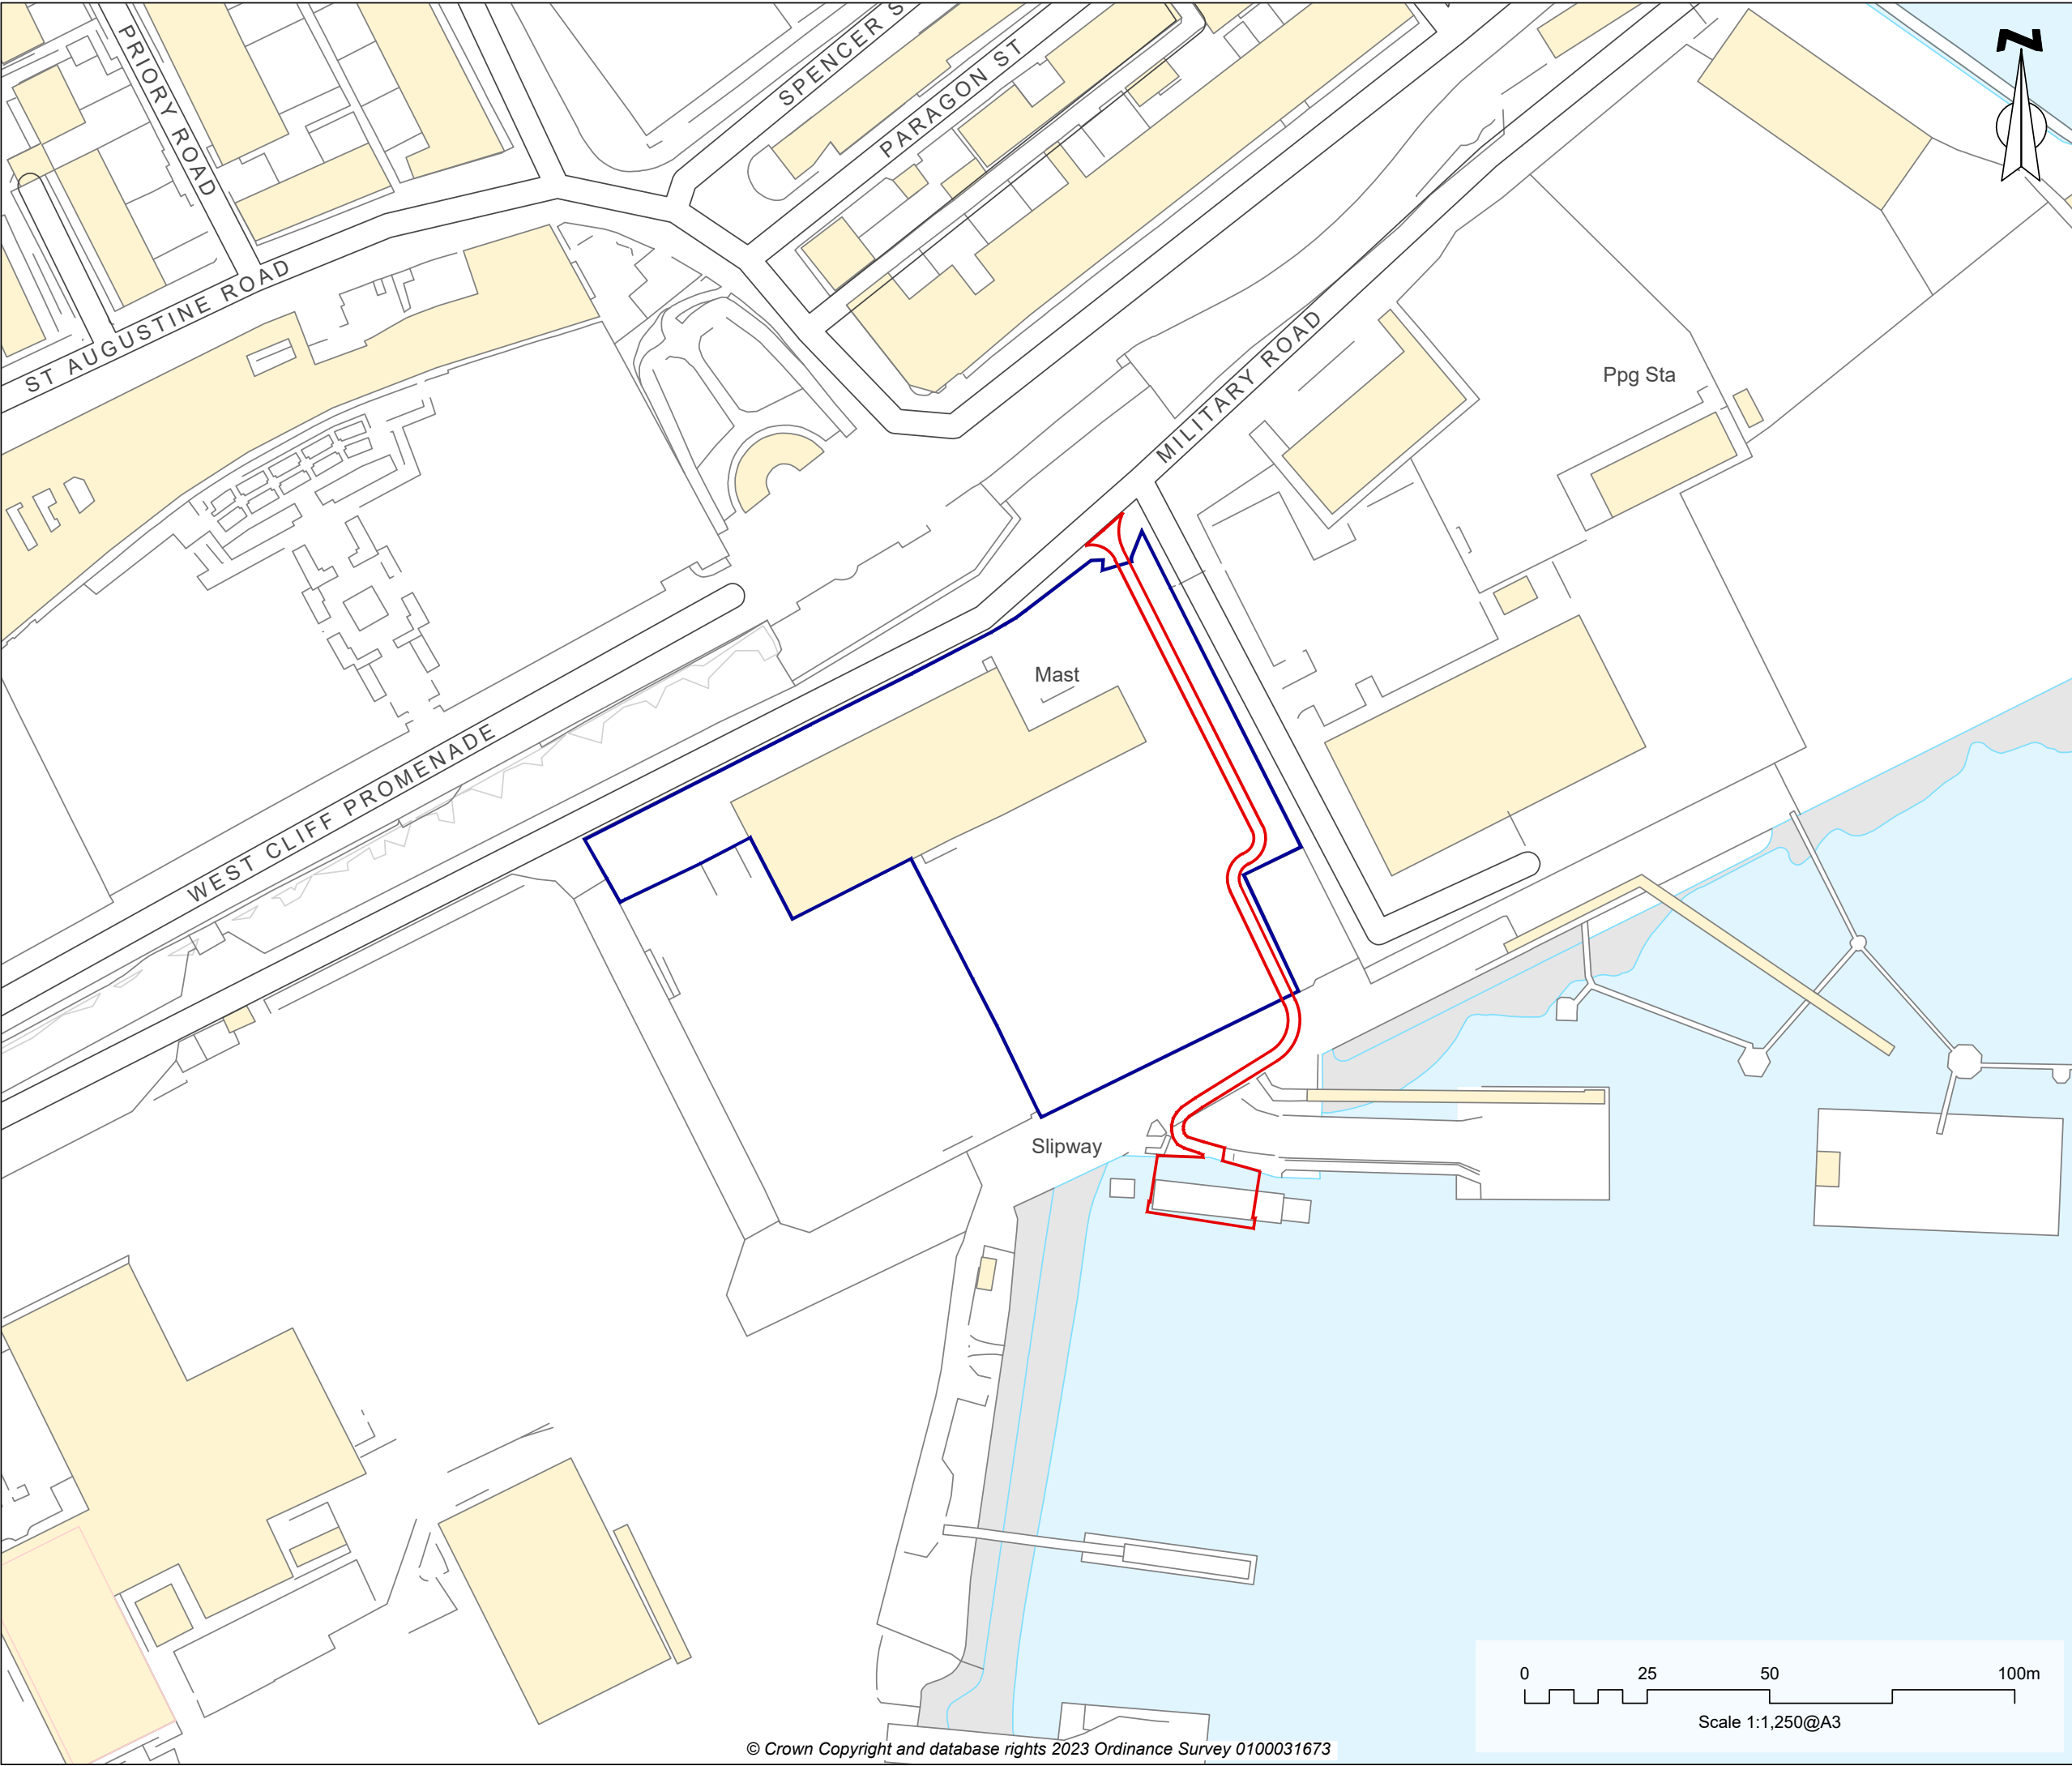 N
PRIORY ROAD
SPENCER S
PARAGON ST
ST AUGUSTINE ROAD
MILITARY ROAD
Ppg Sta
Mast
WEST CLIFF PROMENADE
Slipway
0 25 50 100m
Scale 1:1,250@A3
© Crown Copyright and database rights 2023 Ordinance Survey 0100031673